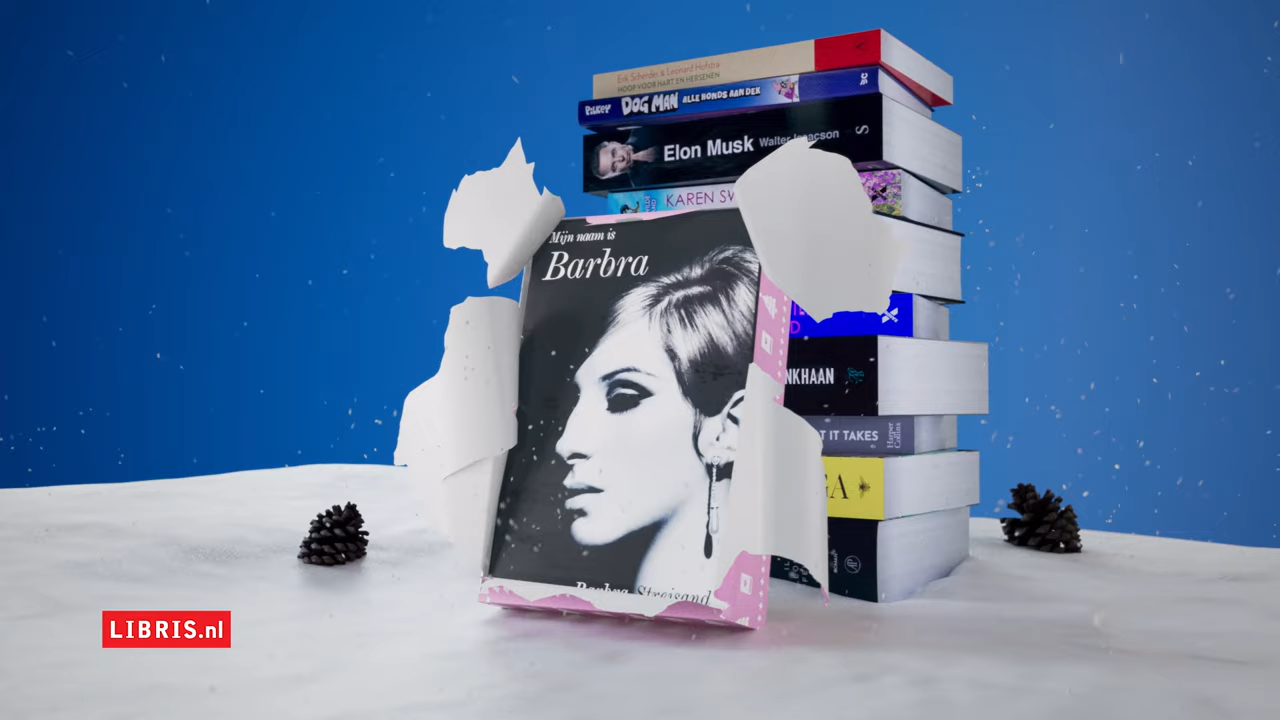 Erik Scherder & Leonard Hofstra
HOOP VOOR HART EN HERSENEN
DOG MAN ALLE HONDS AAN DEK
Elon Musk Walter Isaacson S
KAREN SW
Mijn naam is
Barbra
NKHAAN
T IT TAKES Harper Collins
GA
Barbra Streisand
LIBRIS.nl